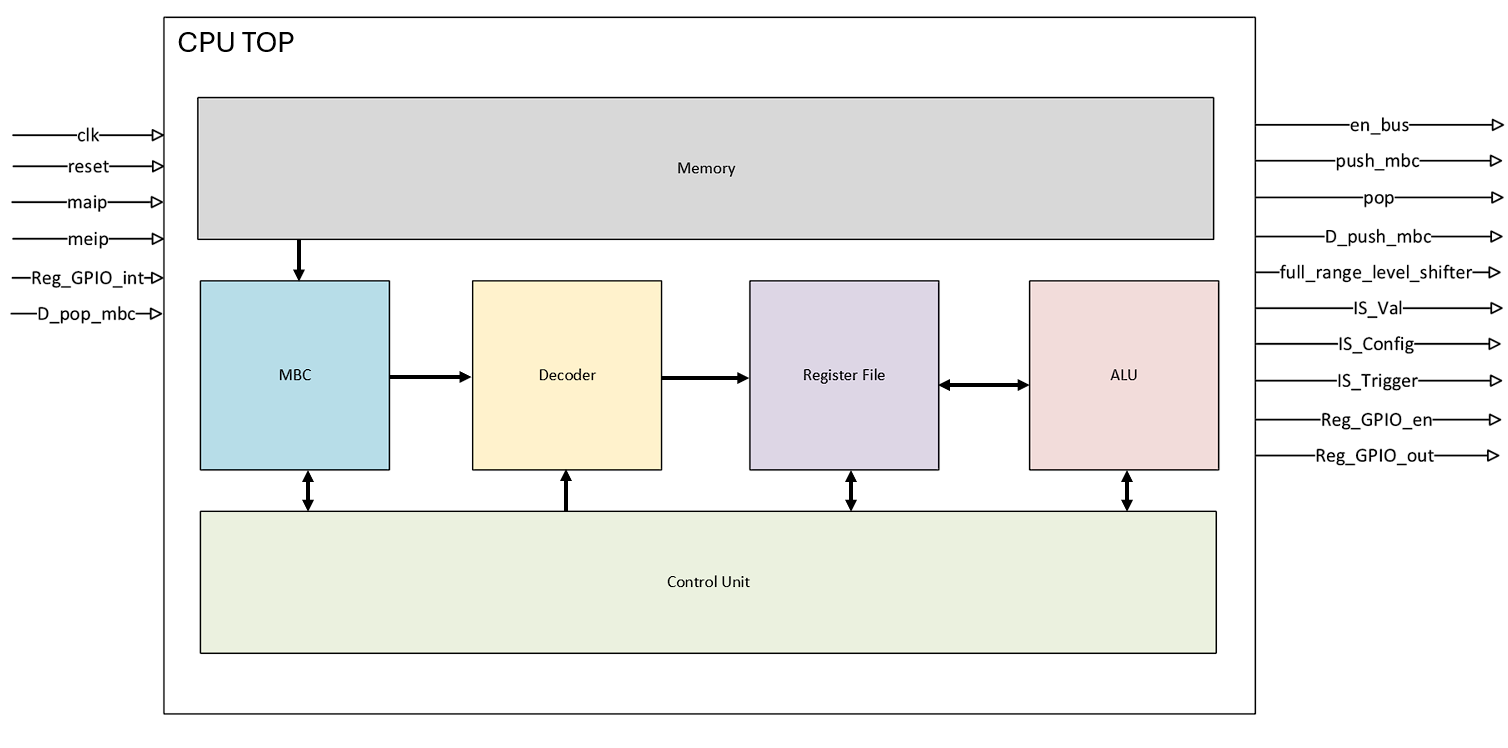 CPU TOP
Memory
clk
reset
maip
meip
Reg_GPIO_int
D_pop_mbc
en_bus
push_mbc
pop
D_push_mbc
full_range_level_shifter
IS_Val
IS_Config
IS_Trigger
Reg_GPIO_en
Reg_GPIO_out
MBC
Decoder
Register File
ALU
Control Unit